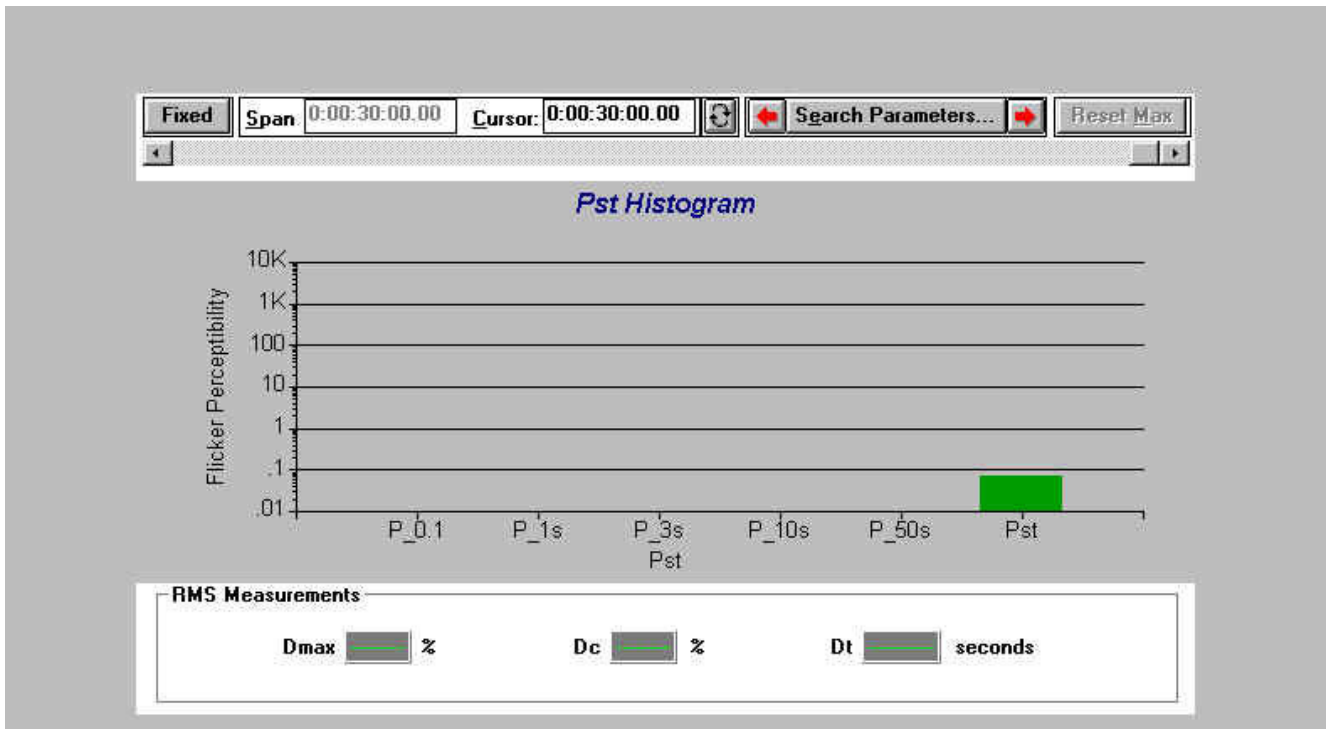 Fixed Span 0:00:30:00.00 Cursor: 0:00:30:00.00 Search Parameters... Reset Max
Pst Histogram
Flicker Perceptibility
10K
1K
100
10
1
.1
.01
P_0.1 P_1s P_3s P_10s P_50s Pst
Pst
RMS Measurements
Dmax % Dc % Dt seconds